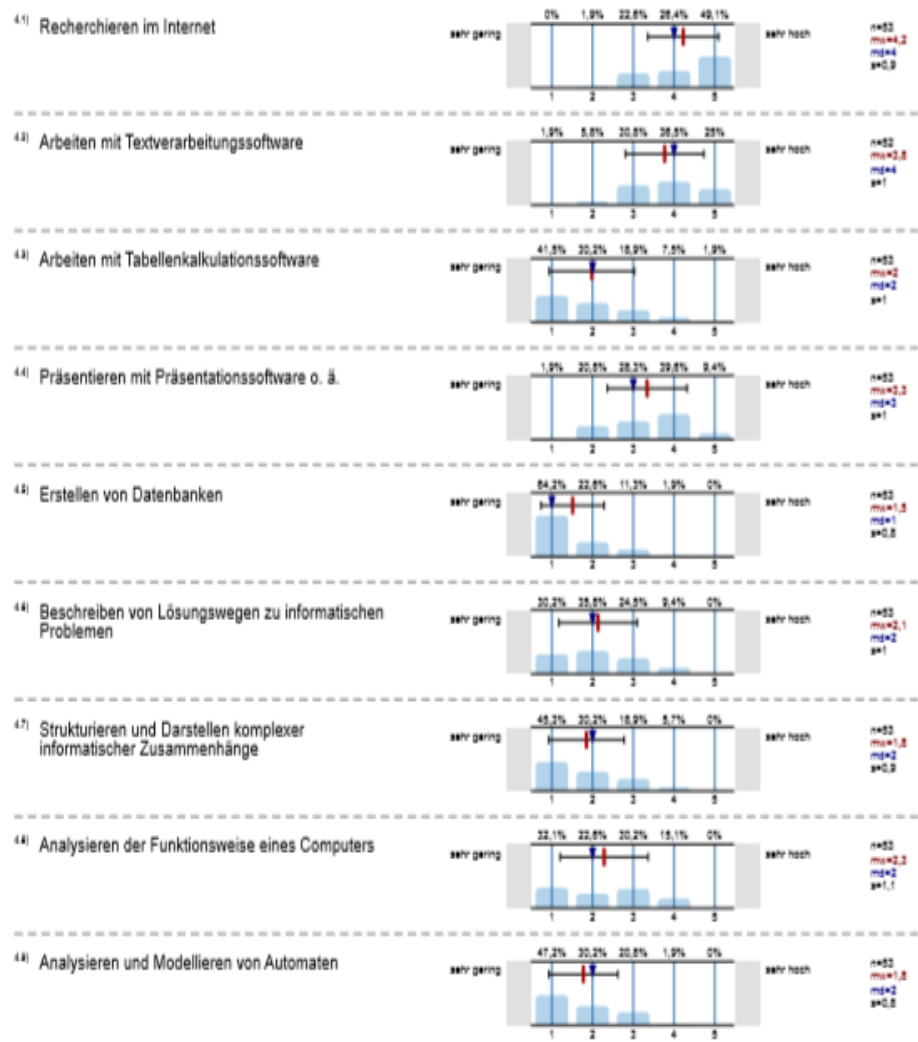 0% 1,9% 22,6% 26,4% 49,1%
4.1) Recherchieren im Internet
sehr gering
sehr hoch
n=53
mw=4,2
md=4
s=0,9
1 2 3 4 5
1,9% 5,8% 30,8% 36,5% 25%
4.2) Arbeiten mit Textverarbeitungssoftware
sehr gering
sehr hoch
n=52
mw=3,8
md=4
s=1
1 2 3 4 5
41,5% 30,2% 18,9% 7,5% 1,9%
4.3) Arbeiten mit Tabellenkalkulationssoftware
sehr gering
sehr hoch
n=53
mw=2
md=2
s=1
1 2 3 4 5
1,9% 20,8% 28,3% 39,6% 9,4%
4.4) Präsentieren mit Präsentationssoftware o. ä.
sehr gering
sehr hoch
n=53
mw=3,3
md=3
s=1
1 2 3 4 5
64,2% 22,6% 11,3% 1,9% 0%
4.5) Erstellen von Datenbanken
sehr gering
sehr hoch
n=53
mw=1,5
md=1
s=0,8
1 2 3 4 5
30,2% 35,8% 24,5% 9,4% 0%
4.6) Beschreiben von Lösungswegen zu informatischen
Problemen
sehr gering
sehr hoch
n=53
mw=2,1
md=2
s=1
1 2 3 4 5
45,3% 30,2% 18,9% 5,7% 0%
4.7) Strukturieren und Darstellen komplexer
informatischer Zusammenhänge
sehr gering
sehr hoch
n=53
mw=1,8
md=2
s=0,9
1 2 3 4 5
32,1% 22,6% 30,2% 15,1% 0%
4.8) Analysieren der Funktionsweise eines Computers
sehr gering
sehr hoch
n=53
mw=2,3
md=2
s=1,1
1 2 3 4 5
47,2% 30,2% 20,8% 1,9% 0%
4.9) Analysieren und Modellieren von Automaten
sehr gering
sehr hoch
n=53
mw=1,8
md=2
s=0,8
1 2 3 4 5